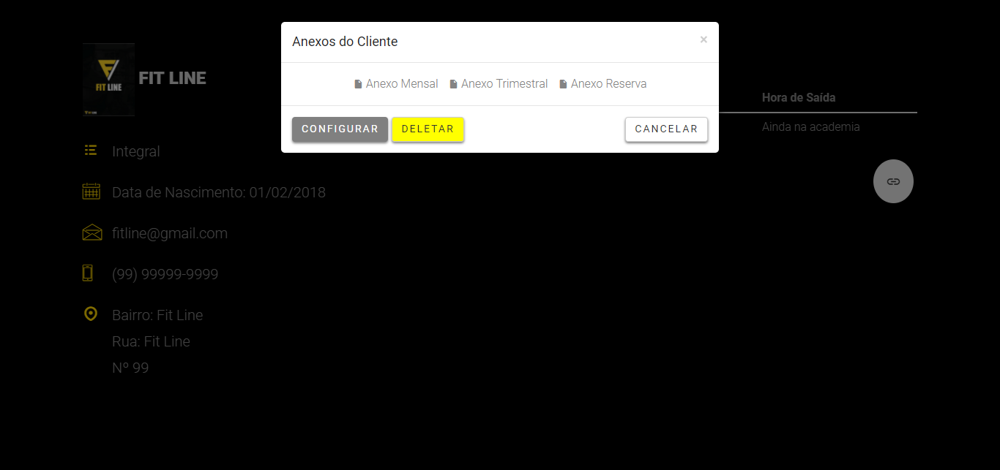 Anexos do Cliente ×
Anexo Mensal Anexo Trimestral Anexo Reserva
CONFIGURAR DELETAR CANCELAR
FIT LINE
FIT LINE
Integral
Data de Nascimento: 01/02/2018
fitline@gmail.com
(99) 99999-9999
Bairro: Fit Line
Rua: Fit Line
Nº 99
Hora de Saída
Ainda na academia